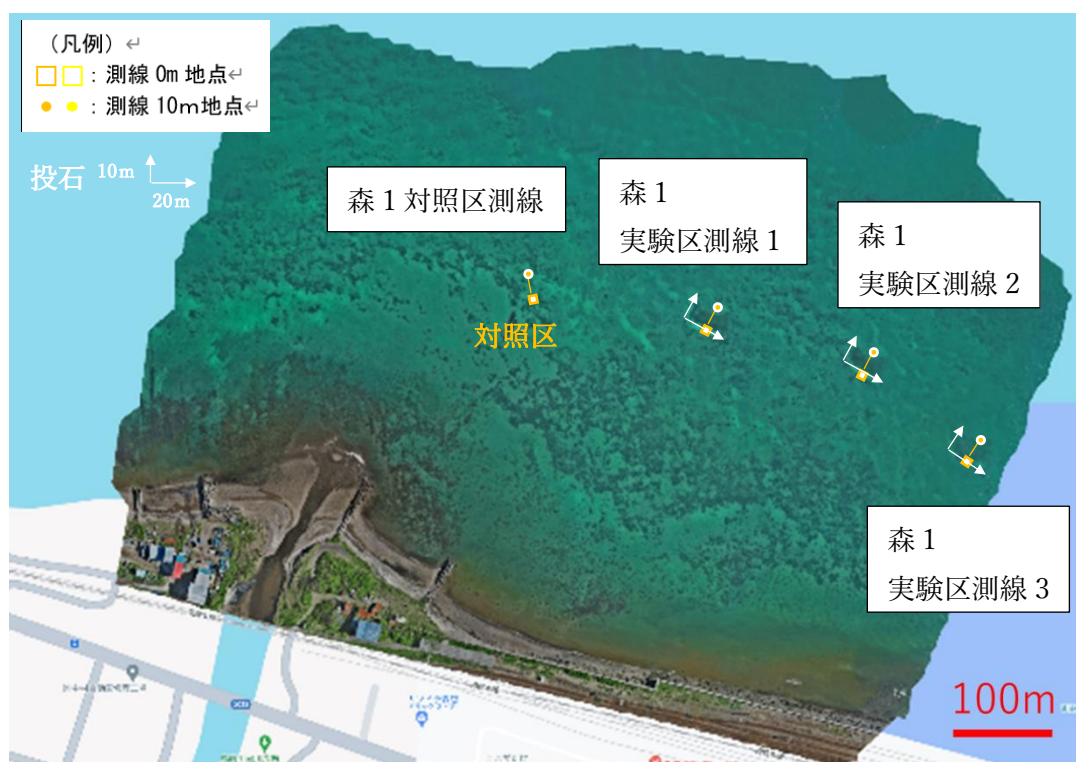 （凡例）↵
: 測線 0m 地点↵
: 測線 10m地点↵
投石 10m
20m
森１対照区測線
森１
実験区測線１
森１
実験区測線２
対照区
森１
実験区測線３
100m